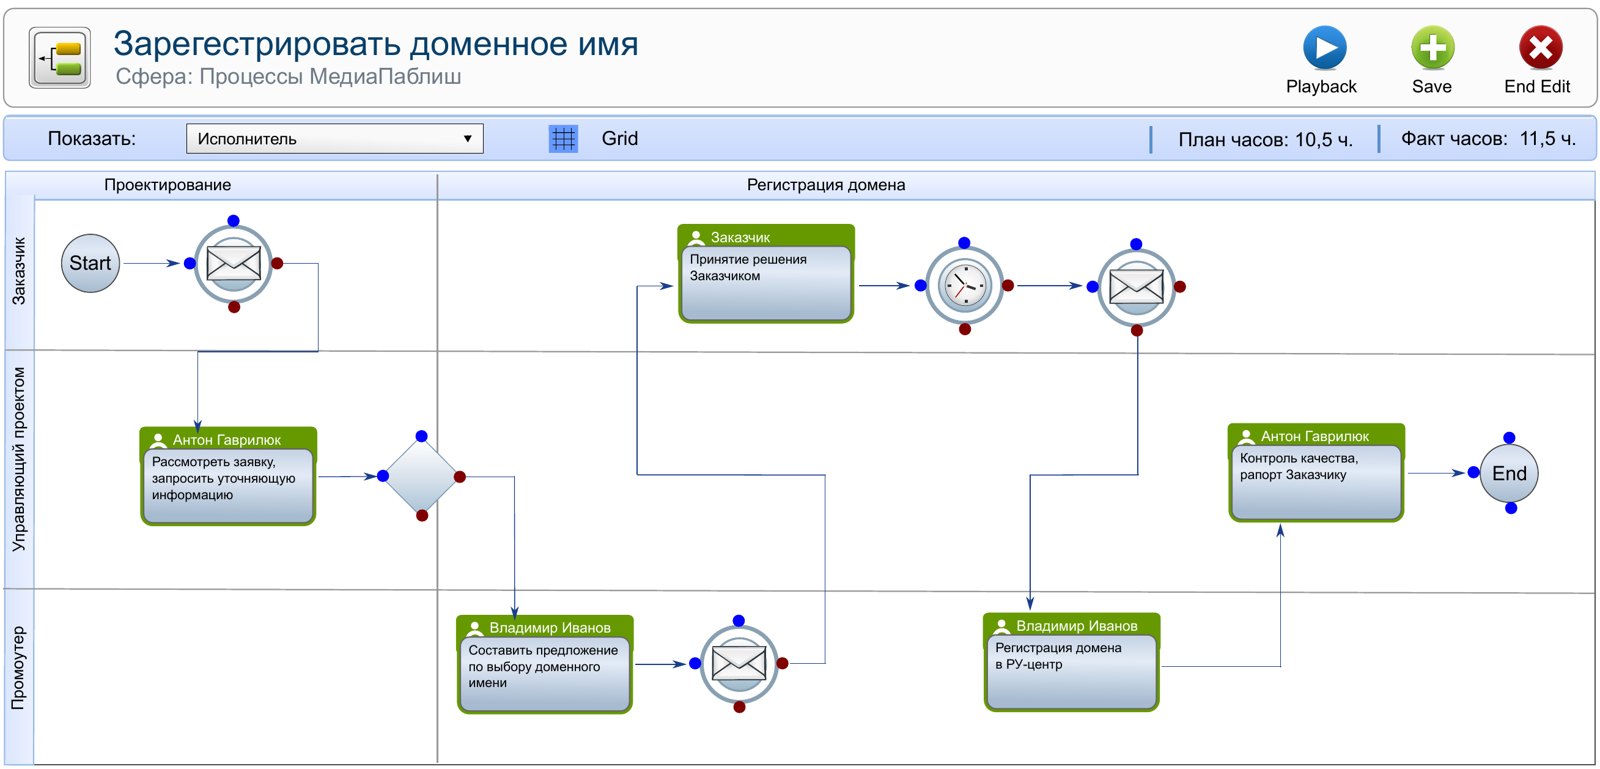 Зарегестрировать доменное имя
Сфера: Процессы МедиаПаблиш
Playback
Save
End Edit
Показать:
Исполнитель
Grid
План часов: 10,5 ч.
Факт часов: 11,5 ч.
Проектирование
Регистрация домена
Заказчик
Start
Заказчик
Принятие решения
Заказчиком
Управляющий проектом
Антон Гаврилюк
Рассмотреть заявку,
запросить уточняющую
информацию
Антон Гаврилюк
Контроль качества,
рапорт Заказчику
End
Промоутер
Владимир Иванов
Составить предложение
по выбору доменного
имени
Владимир Иванов
Регистрация домена
в РУ-центр